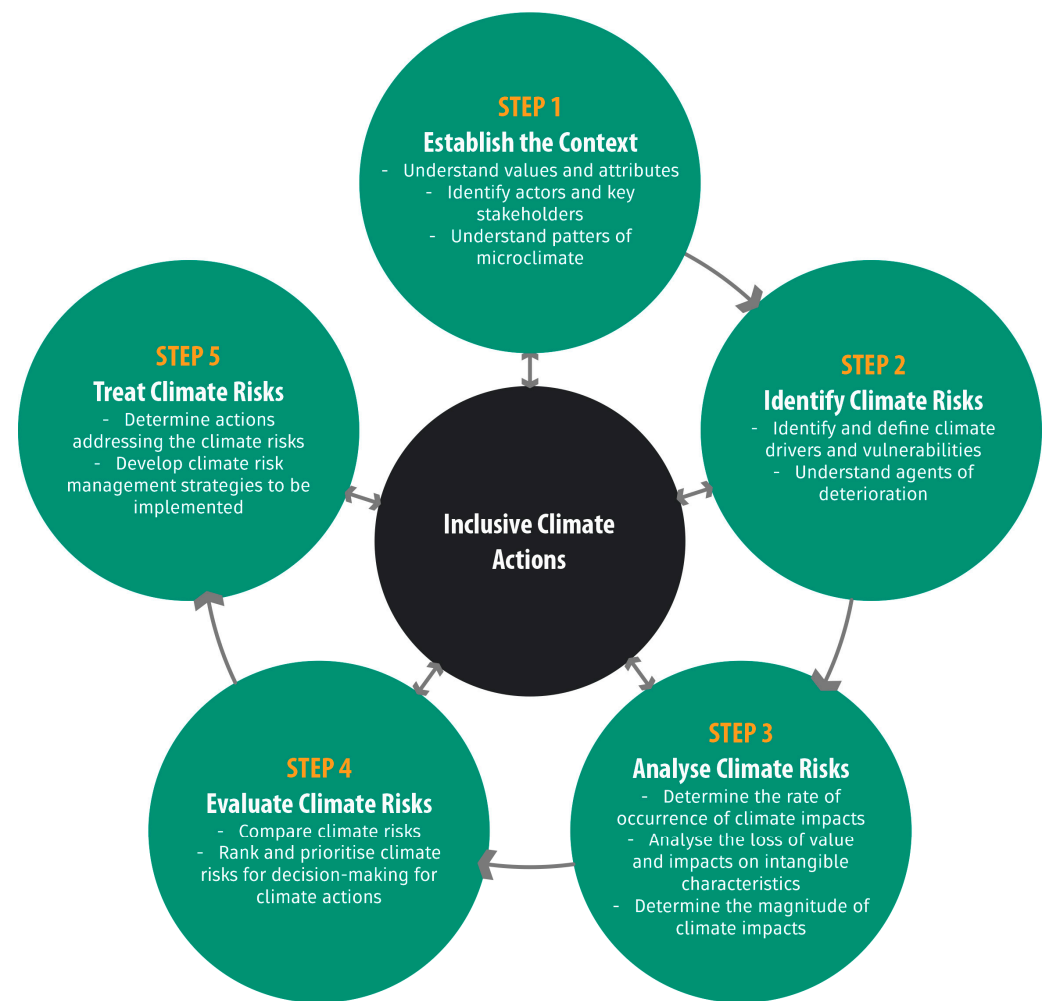 STEP 1
Establish the Context
- Understand values and attributes
- Identify actors and key
stakeholders
- Understand patters of
microclimate
STEP 2
Identify Climate Risks
- Identify and define climate
drivers and vulnerabilities
- Understand agents of
deterioration
STEP 3
Analyse Climate Risks
- Determine the rate of
occurrence of climate impacts
- Analyse the loss of value
and impacts on intangible
characteristics
- Determine the magnitude of
climate impacts
STEP 4
Evaluate Climate Risks
- Compare climate risks
- Rank and prioritise climate
risks for decision-making for
climate actions
STEP 5
Treat Climate Risks
- Determine actions
addressing the climate risks
- Develop climate risk
management strategies to be
implemented
Inclusive Climate
Actions